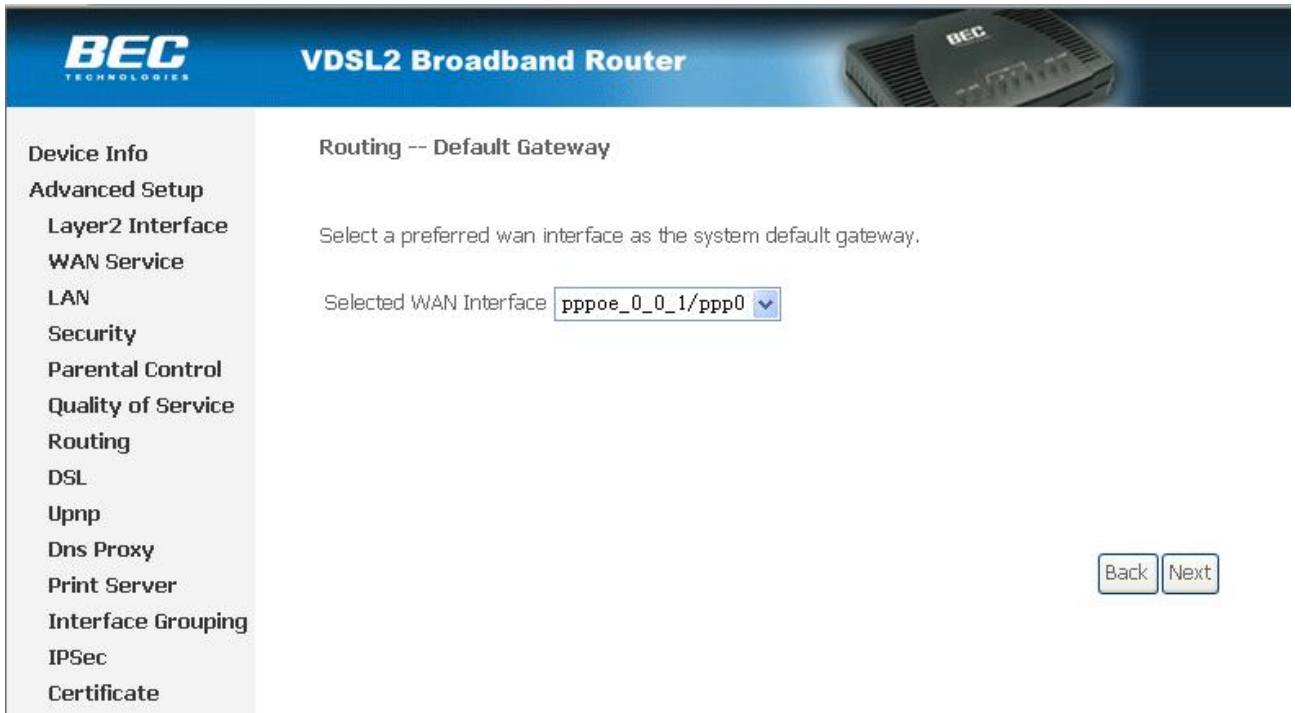 BEC
TECHNOLOGIES
VDSL2 Broadband Router
BEC
Device Info
Advanced Setup
Layer2 Interface
WAN Service
LAN
Security
Parental Control
Quality of Service
Routing
DSL
Upnp
Dns Proxy
Print Server
Interface Grouping
IPSec
Certificate
Routing -- Default Gateway
Select a preferred wan interface as the system default gateway.
Selected WAN Interface pppoe_0_0_1/ppp0
Back Next